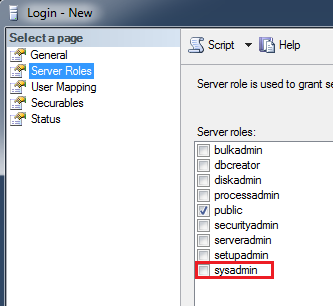 Login - New
Select a page
General
Server Roles
User Mapping
Securables
Status
Script
Help
Server role is used to grant se
Server roles:
bulkadmin
dbcreator
diskadmin
processadmin
public
securityadmin
serveradmin
setupadmin
sysadmin